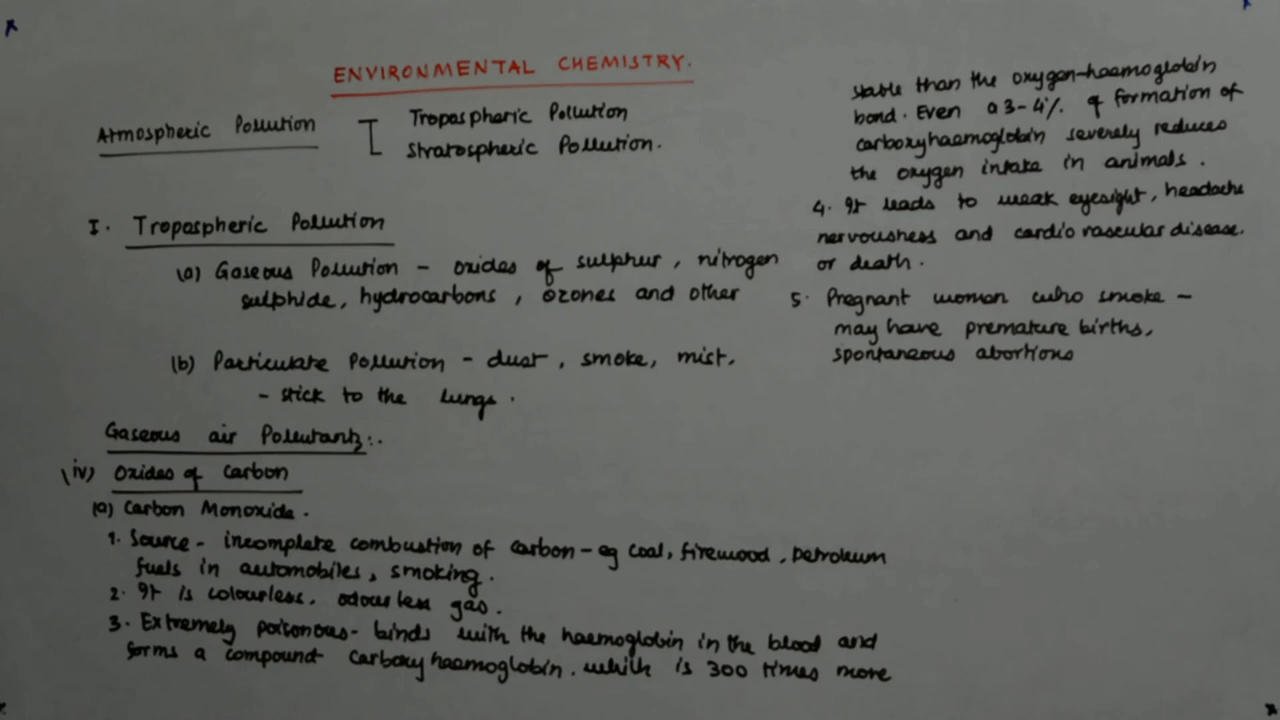 ENVIRONMENTAL CHEMISTRY.
Atmospheric Pollution
Tropospheric Pollution
Stratospheric Pollution.
I. Tropospheric Pollution
(a) Gaseous Pollution - oxides of sulphur, nitrogen
sulphide, hydrocarbons, ozones and other
(b) Particulate Pollution - dust, smoke, mist.
- stick to the lungs.
Gaseous air Pollutants:.
(iv) Oxides of Carbon
(a) Carbon Monoxide.
1. Source - incomplete combustion of carbon - eg coal, firewood, petroleum
fuels in automobiles, smoking.
2. It is colourless, odourless gas.
3. Extremely poisonous - binds with the haemoglobin in the blood and
forms a compound carboxyhaemoglobin. which is 300 times more
stable than the oxygen-haemoglobin
bond. Even a 3-4% of formation of
carboxyhaemoglobin severely reduces
the oxygen intake in animals.
4. It leads to weak eyesight, headache
nervousness and cardio vascular disease.
or death.
5. Pregnant woman who smoke -
may have premature births,
spontaneous abortions